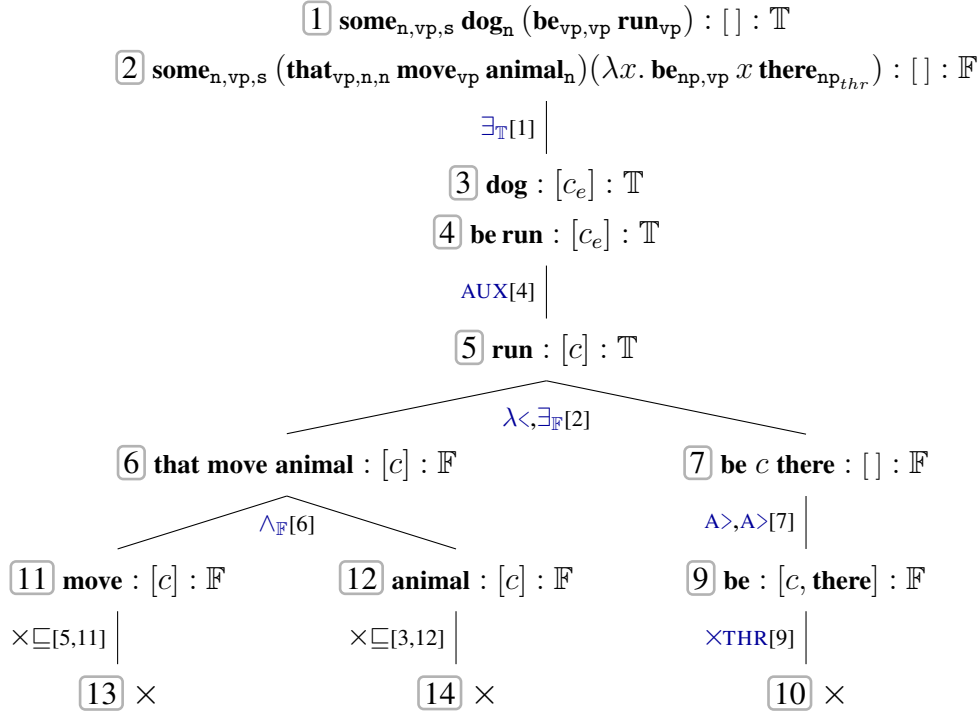 1 some_{n,vp,s} dog_n (be_{vp,vp} run_{vp}) : [ ] : 𝕋
2 some_{n,vp,s} (that_{vp,n,n} move_{vp} animal_n)(λx. be_{np,vp} x there_{np_{thr}}) : [ ] : 𝔽
∃_𝕋[1]
3 dog : [c_e] : 𝕋
4 be run : [c_e] : 𝕋
AUX[4]
5 run : [c] : 𝕋
λ<,∃_𝔽[2]
6 that move animal : [c] : 𝔽 7 be c there : [ ] : 𝔽
∧_𝔽[6] A>,A>[7]
11 move : [c] : 𝔽 12 animal : [c] : 𝔽 9 be : [c, there] : 𝔽
×⊑[5,11] ×⊑[3,12] ×THR[9]
13 × 14 × 10 ×